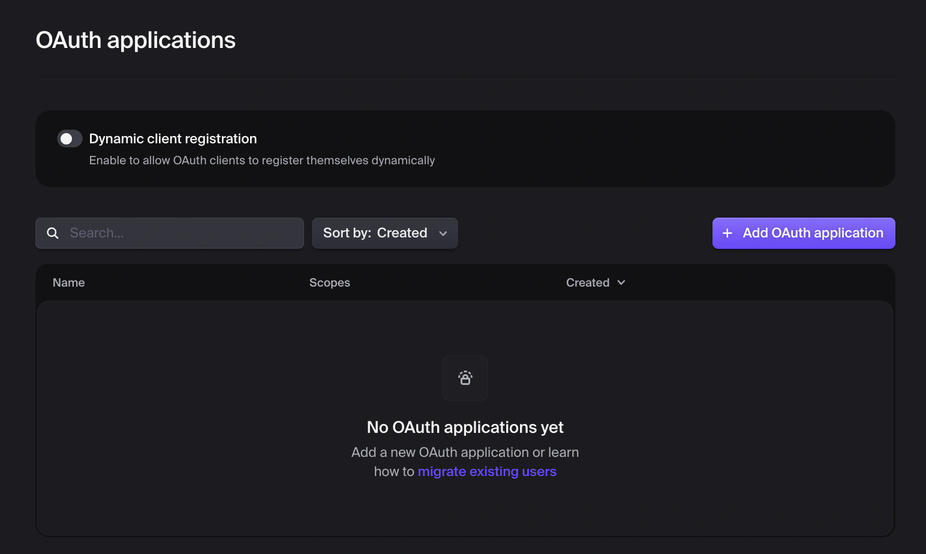 OAuth applications
Dynamic client registration
Enable to allow OAuth clients to register themselves dynamically
Search...
Sort by: Created
+ Add OAuth application
Name Scopes Created
No OAuth applications yet
Add a new OAuth application or learn
how to migrate existing users